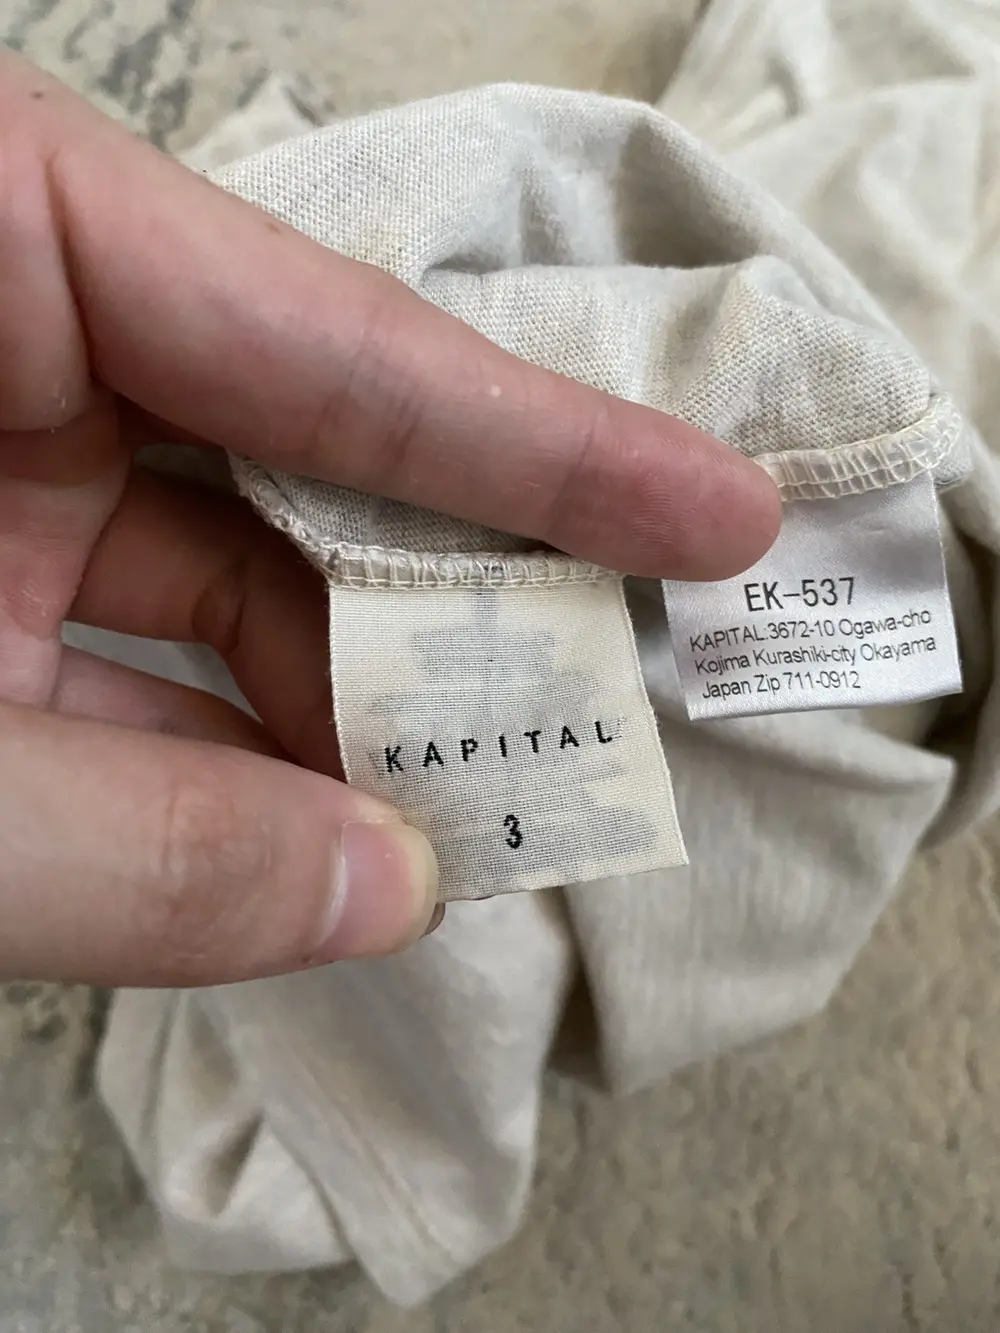 KAPITAL
3
EK-537
KAPITAL:3672-10 Ogawa-cho
Kojima Kurashiki-city Okayama
Japan Zip 711-0912